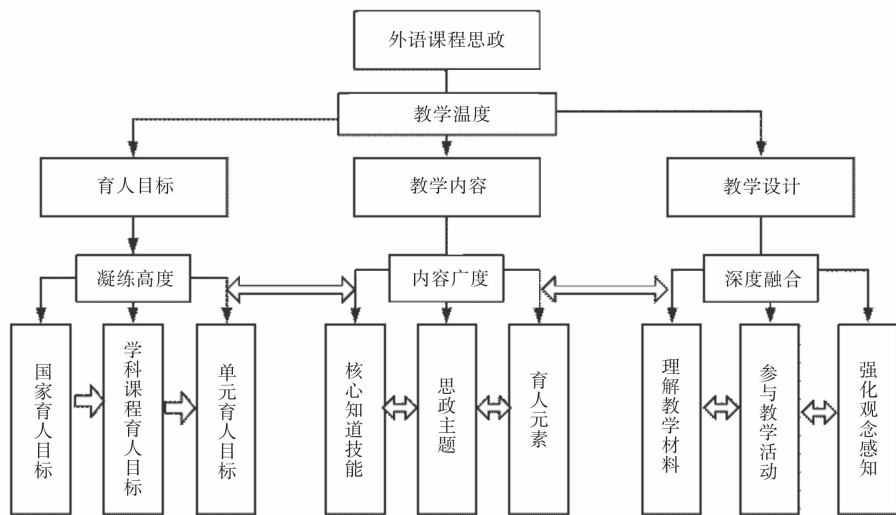 外语课程思政
教学温度
育人目标
教学内容
教学设计
凝练高度
内容广度
深度融合
国家育人目标
学科课程育人目标
单元育人目标
核心知道技能
思政主题
育人元素
理解教学材料
参与教学活动
强化观念感知